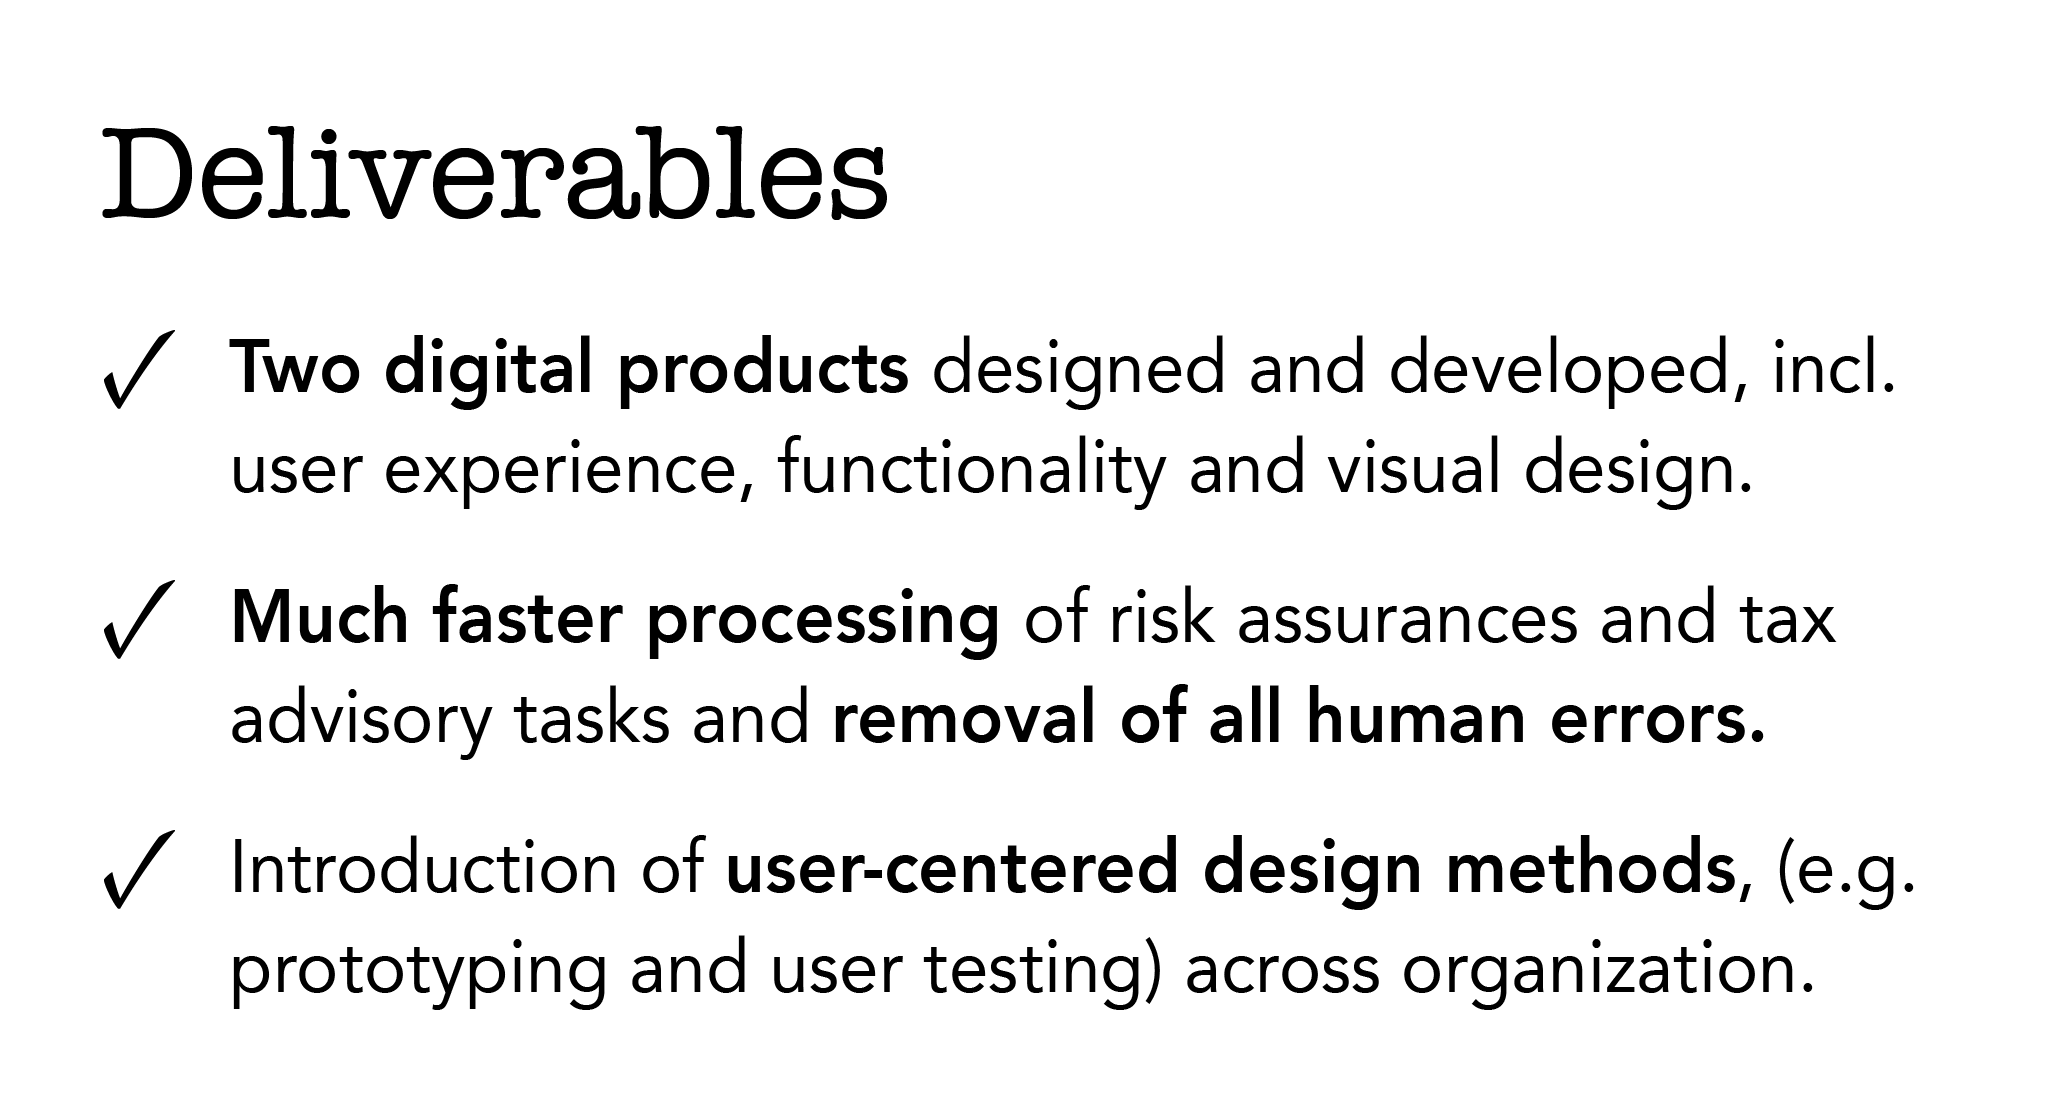 Deliverables
✓ Two digital products designed and developed, incl.
user experience, functionality and visual design.
✓ Much faster processing of risk assurances and tax
advisory tasks and removal of all human errors.
✓ Introduction of user-centered design methods, (e.g.
prototyping and user testing) across organization.